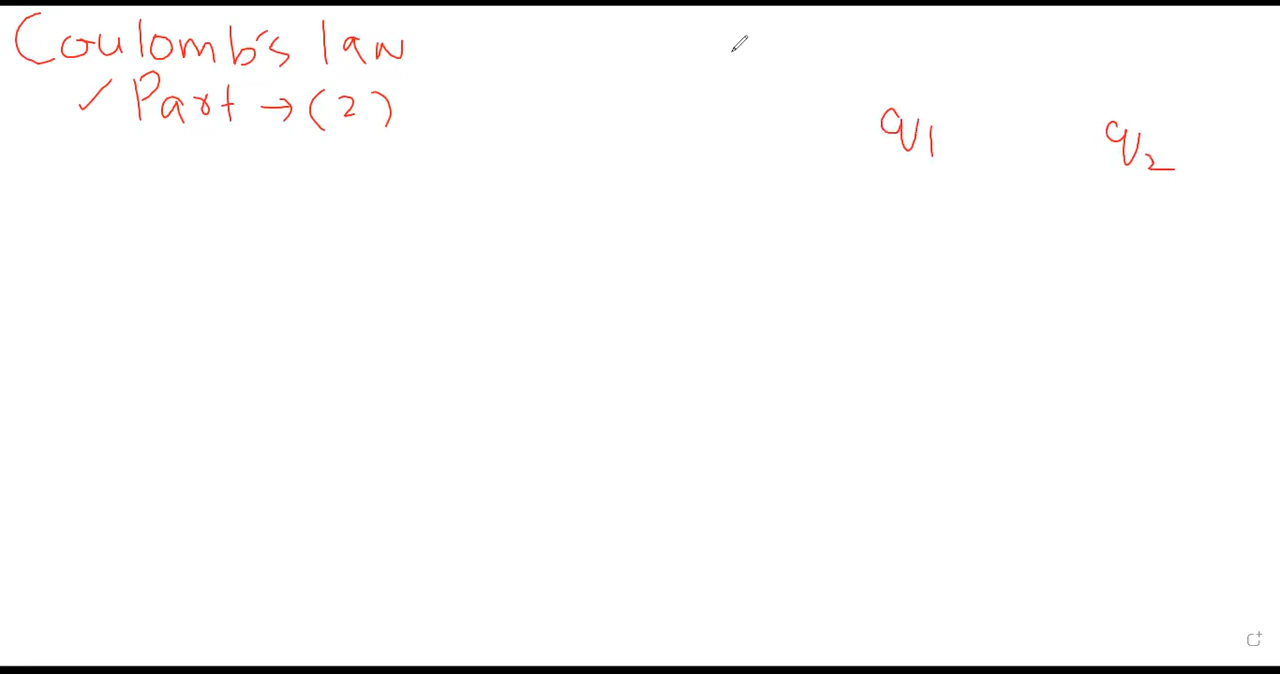 Coulomb's law
✓ Part → (2)
q1 q2